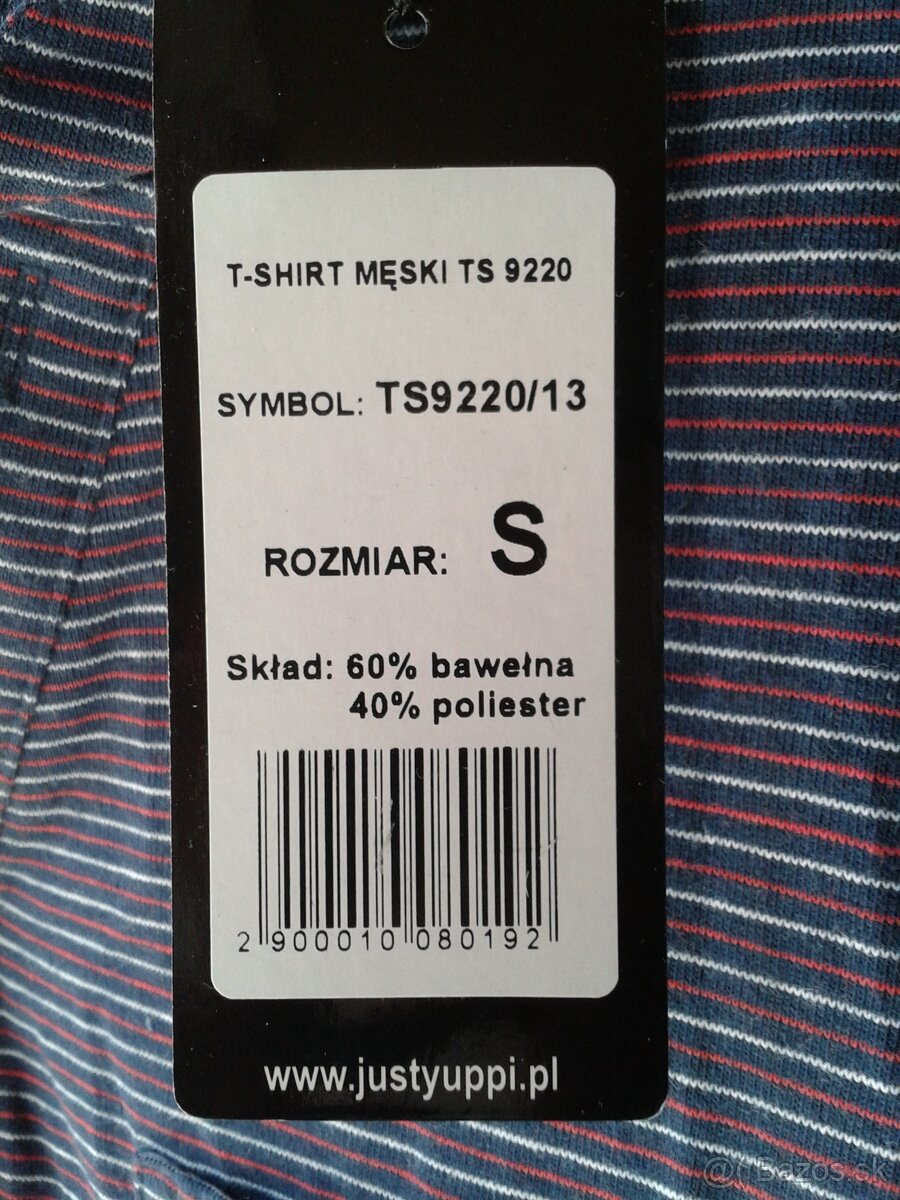 T-SHIRT MĘSKI TS 9220
SYMBOL: TS9220/13
ROZMIAR: S
Skład: 60% bawełna
40% poliester
2 900010 080192
www.justyuppi.pl
Bazos.sk